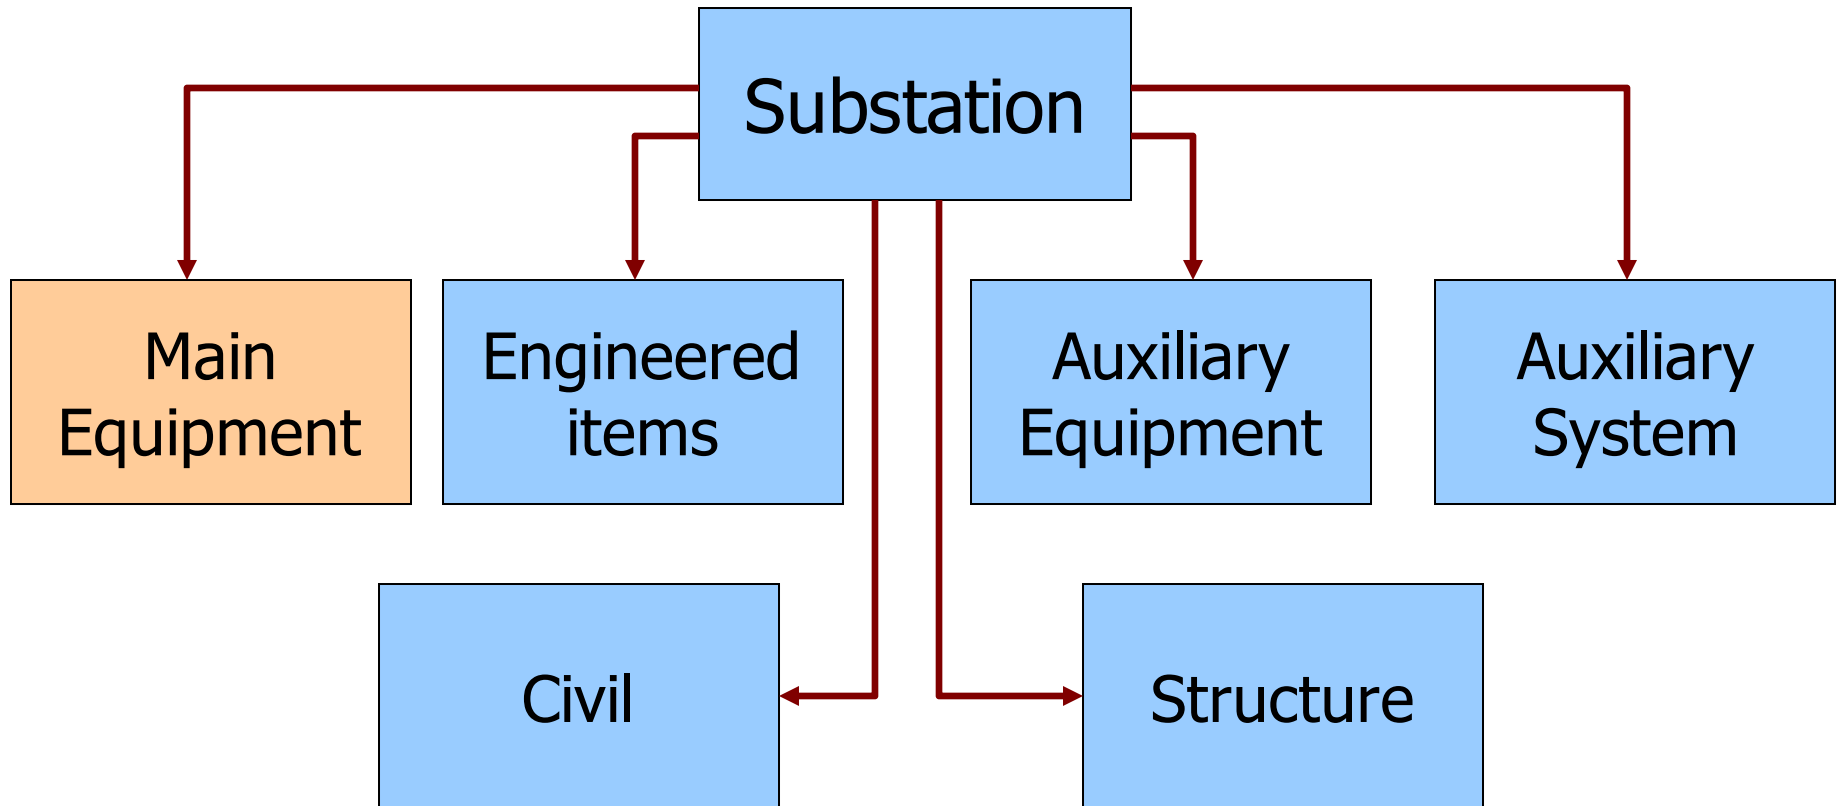 Substation
Main
Equipment
Engineered
items
Auxiliary
Equipment
Auxiliary
System
Civil
Structure